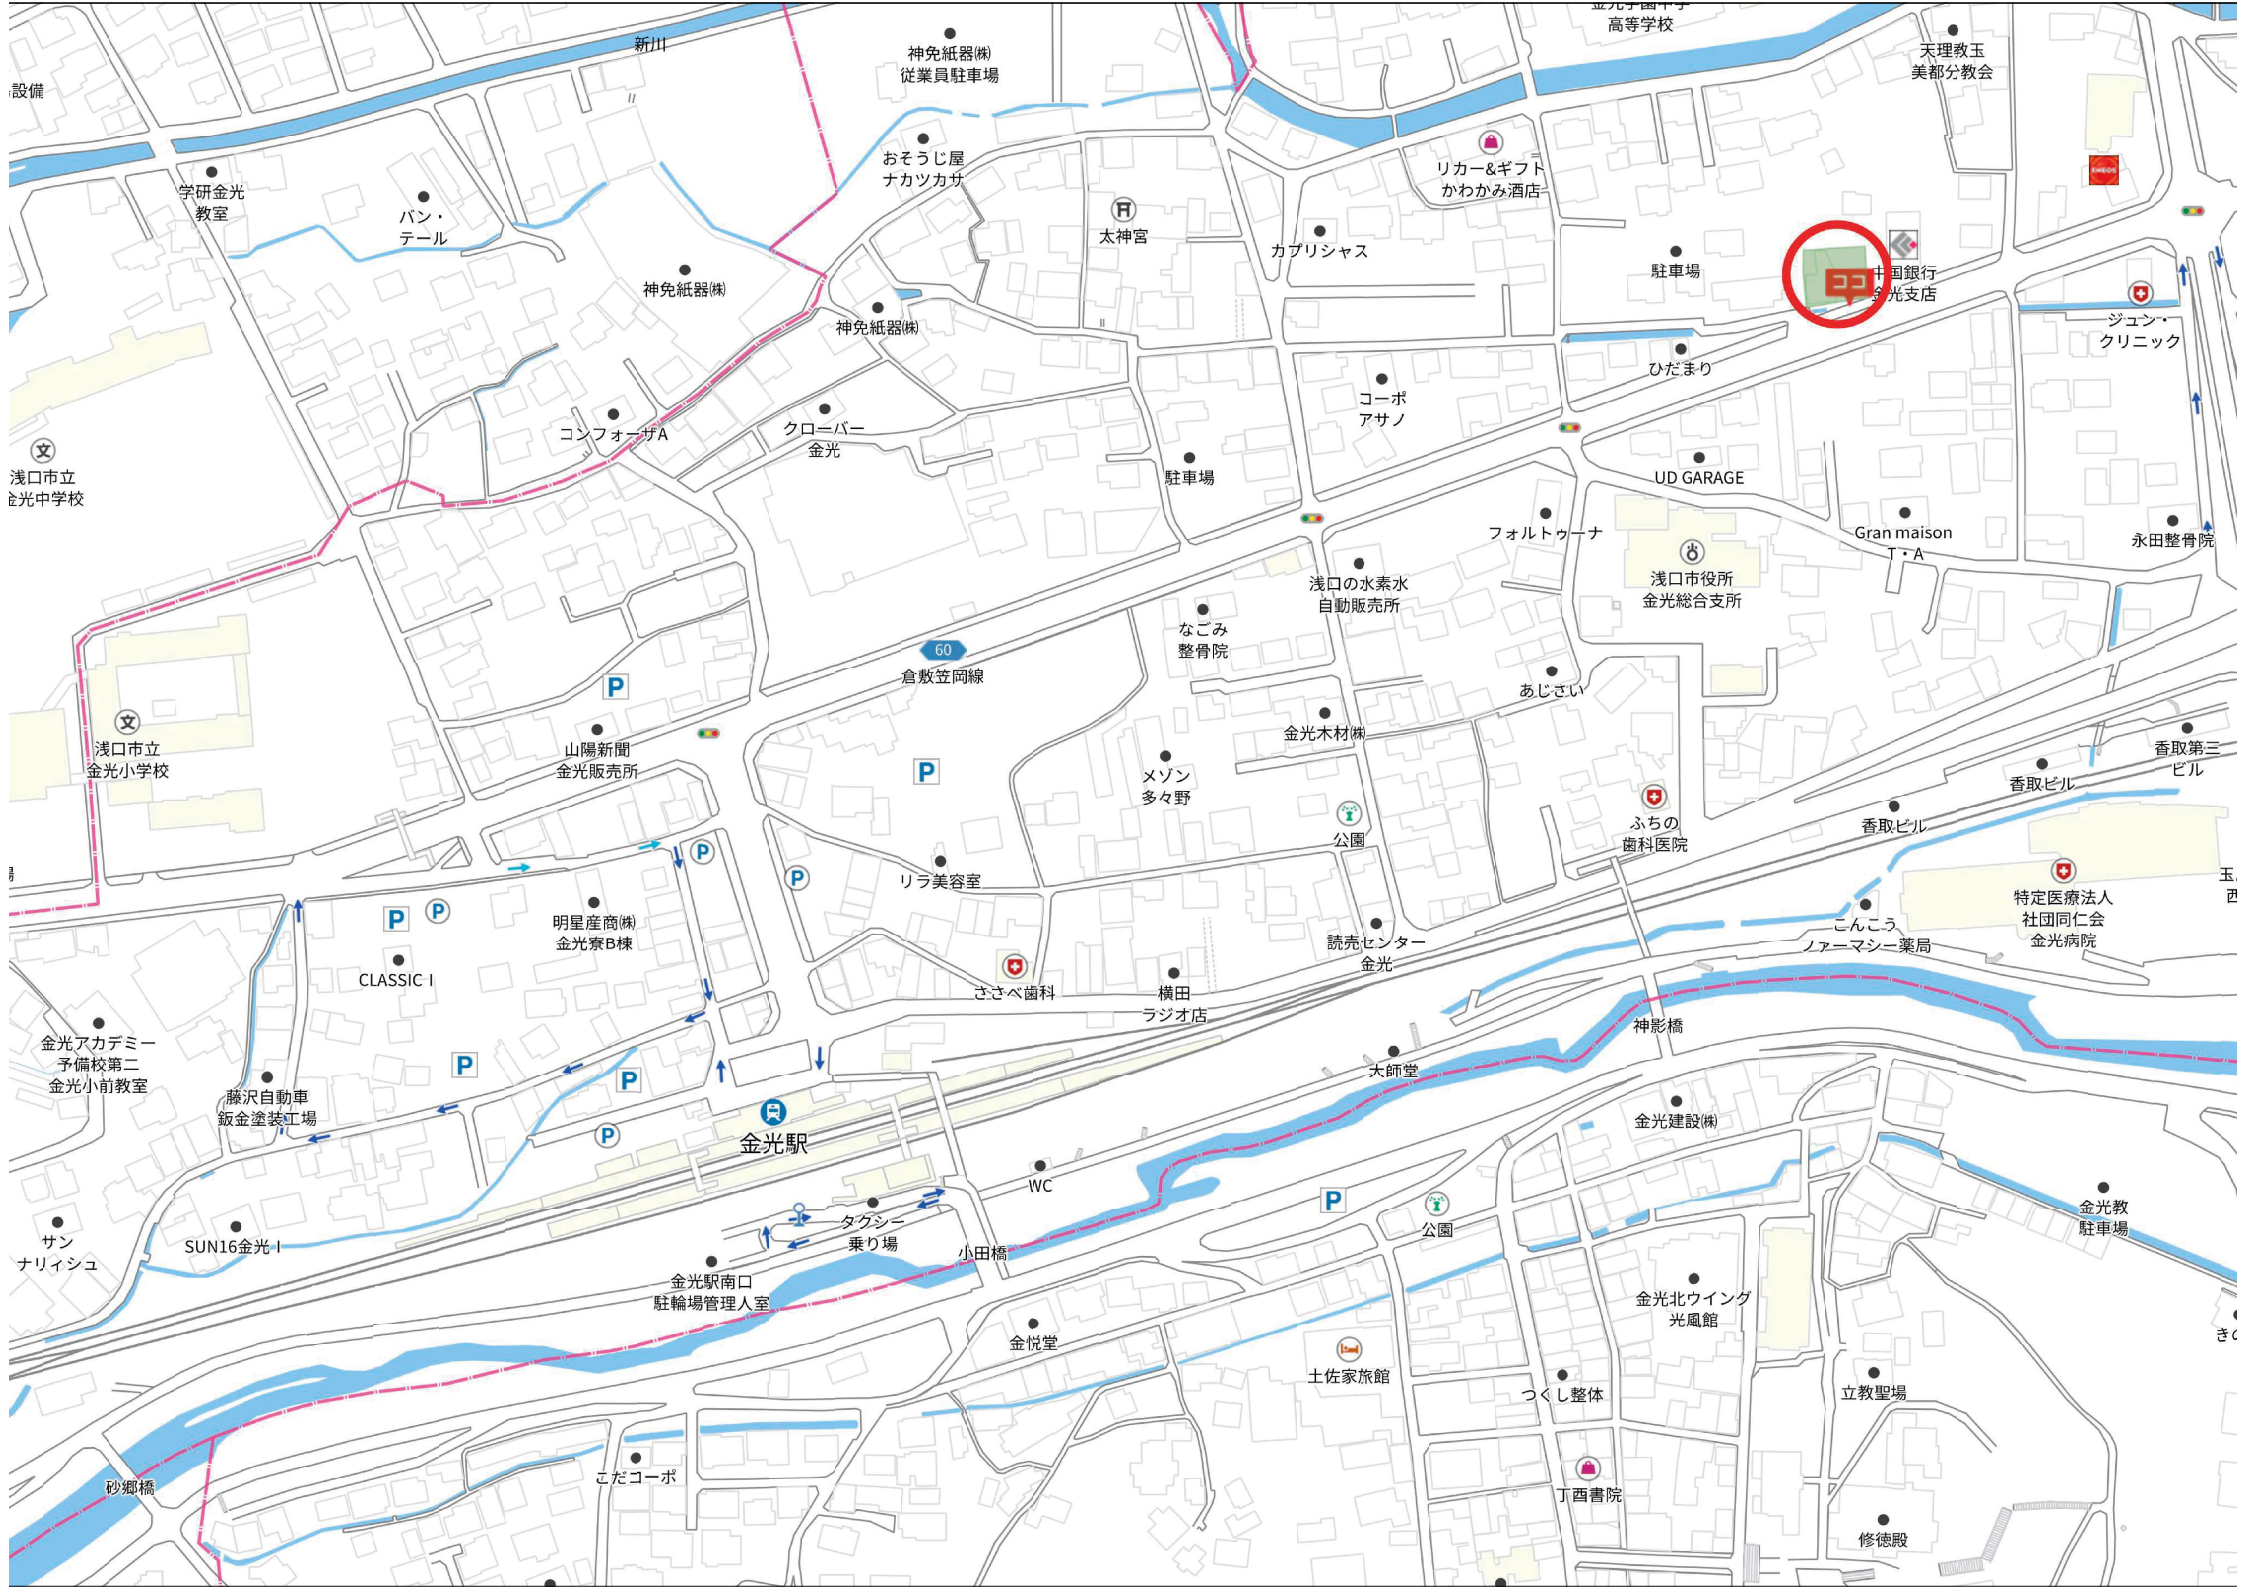 高等学校
新川
神免紙器㈱
従業員駐車場
天理教玉
美都分教会
設備
ENEOS
学研金光
教室
バン・
テール
おそうじ屋
ナカツカサ
リカー&ギフト
かわかみ酒店
太神宮
カプリシャス
駐車場
ココ
中国銀行
金光支店
神免紙器㈱
神免紙器㈱
ジュン・
クリニック
ひだまり
コーポ
アサノ
コンフォーザA
クローバー
金光
文
浅口市立
金光中学校
駐車場
UD GARAGE
フォルトゥーナ
Gran maison
T・A
永田整骨院
浅口市役所
金光総合支所
浅口の水素水
自動販売所
なごみ
整骨院
60
倉敷笠岡線
P
あじさい
文
浅口市立
金光小学校
山陽新聞
金光販売所
金光木材㈱
香取第三
ビル
香取ビル
P
メゾン
多々野
公園
ふちの
歯科医院
香取ビル
P
P
リラ美容室
P
P
明星産商㈱
金光寮B棟
CLASSIC I
読売センター
金光
こんこう
ファーマシー薬局
特定医療法人
社団同仁会
金光病院
ささべ歯科
横田
ラジオ店
神影橋
金光アカデミー
予備校第二
金光小前教室
P
P
藤沢自動車
鈑金塗装工場
大師堂
金光建設㈱
P
金光駅
WC
サン
ナリィシュ
SUN16金光 I
タクシー
乗り場
小田橋
P
公園
金光教
駐車場
金光駅南口
駐輪場管理人室
金光北ウイング
光風館
金悦堂
土佐家旅館
つくし整体
立教聖場
砂郷橋
こだコーポ
丁酉書院
修徳殿